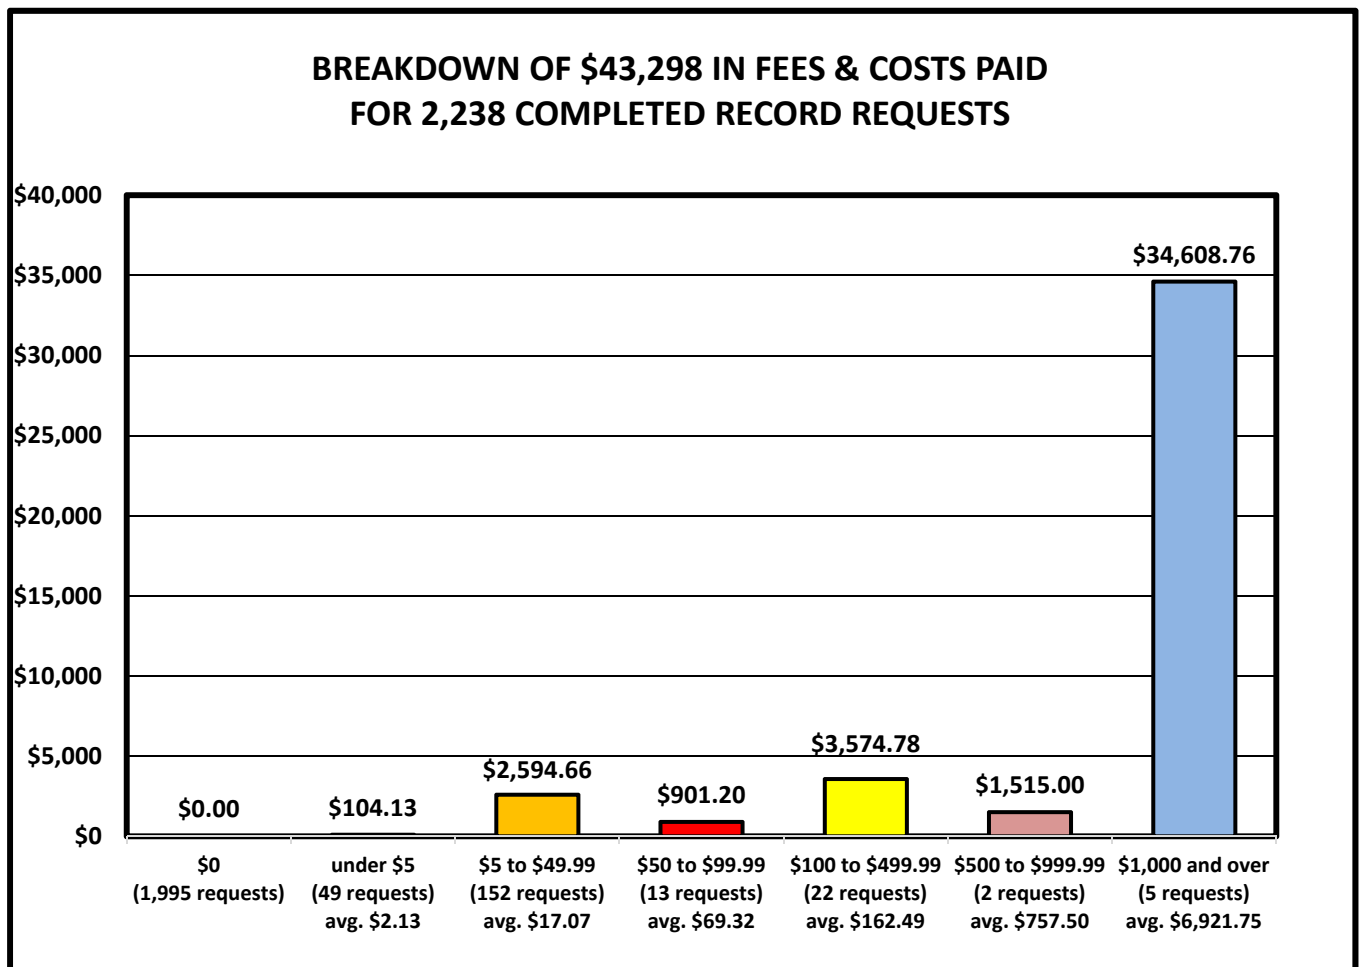 BREAKDOWN OF $43,298 IN FEES & COSTS PAID
FOR 2,238 COMPLETED RECORD REQUESTS
$40,000
$35,000
$30,000
$25,000
$20,000
$15,000
$10,000
$5,000
$0
$0.00
$104.13
$2,594.66
$901.20
$3,574.78
$1,515.00
$34,608.76
$0
(1,995 requests)
under $5
(49 requests)
avg. $2.13
$5 to $49.99
(152 requests)
avg. $17.07
$50 to $99.99
(13 requests)
avg. $69.32
$100 to $499.99
(22 requests)
avg. $162.49
$500 to $999.99
(2 requests)
avg. $757.50
$1,000 and over
(5 requests)
avg. $6,921.75